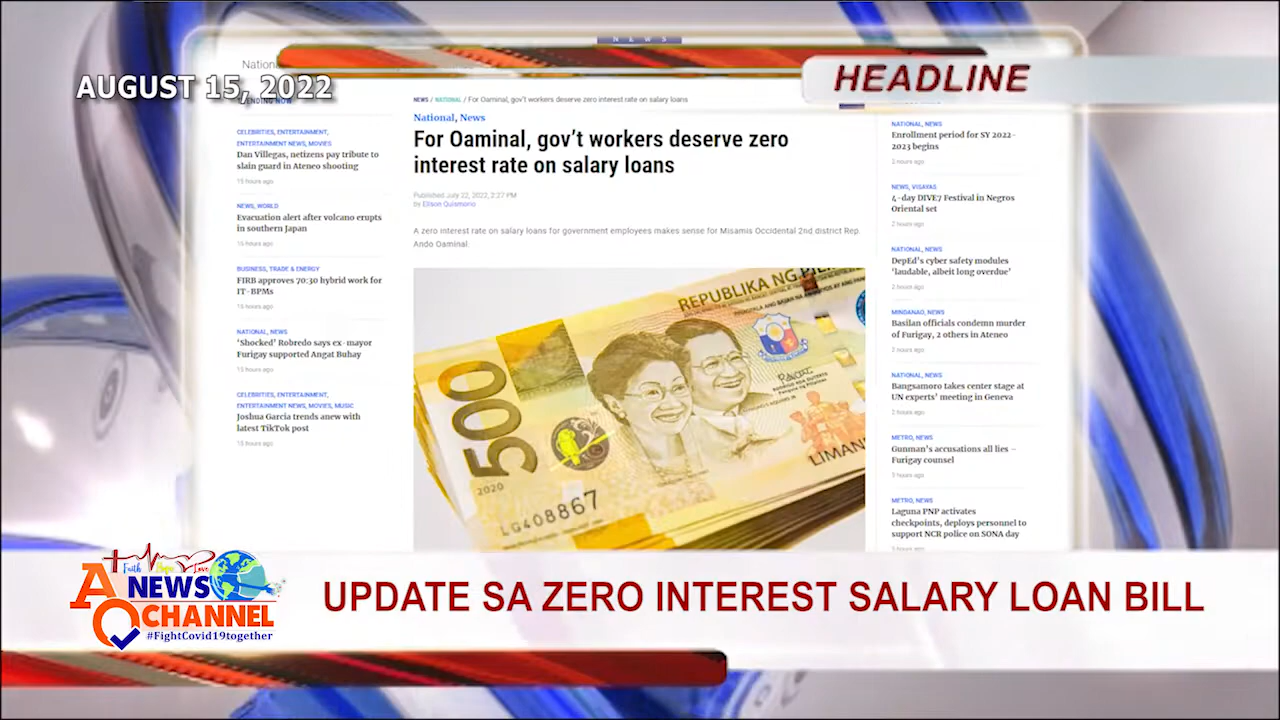 NEWS
AUGUST 15, 2022
HEADLINE
TRENDING NOW
CELEBRITIES, ENTERTAINMENT,
ENTERTAINMENT NEWS, MOVIES
Dan Villegas, netizens pay tribute to
slain guard in Ateneo shooting
15 hours ago
NEWS, WORLD
Evacuation alert after volcano erupts
in southern Japan
15 hours ago
BUSINESS, TRADE & ENERGY
FIRB approves 70:30 hybrid work for
IT-BPMs
15 hours ago
NATIONAL, NEWS
‘Shocked’ Robredo says ex-mayor
Furigay supported Angat Buhay
15 hours ago
CELEBRITIES, ENTERTAINMENT,
ENTERTAINMENT NEWS, MOVIES, MUSIC
Joshua Garcia trends anew with
latest TikTok post
15 hours ago
NEWS / NATIONAL / For Oaminal, gov’t workers deserve zero interest rate on salary loans
National, News
For Oaminal, gov’t workers deserve zero
interest rate on salary loans
Published July 22, 2022, 2:27 PM
by Ellson Quismorio
A zero interest rate on salary loans for government employees makes sense for Misamis Occidental 2nd district Rep.
Ando Oaminal.
REPUBLIKA NG
500
2020
LG408867
LIMAN
NATIONAL, NEWS
Enrollment period for SY 2022-
2023 begins
2 hours ago
NEWS, VISAYAS
4-day DIVE7 Festival in Negros
Oriental set
2 hours ago
NATIONAL, NEWS
DepEd’s cyber safety modules
‘laudable, albeit long overdue’
2 hours ago
MINDANAO, NEWS
Basilan officials condemn murder
of Furigay, 2 others in Ateneo
2 hours ago
NATIONAL, NEWS
Bangsamoro takes center stage at
UN experts’ meeting in Geneva
2 hours ago
METRO, NEWS
Gunman’s accusations all lies –
Furigay counsel
3 hours ago
METRO, NEWS
Laguna PNP activates
checkpoints, deploys personnel to
support NCR police on SONA day
3 hours ago
Faith Hope Love
A NEWS
Q CHANNEL
#FightCovid19together
UPDATE SA ZERO INTEREST SALARY LOAN BILL